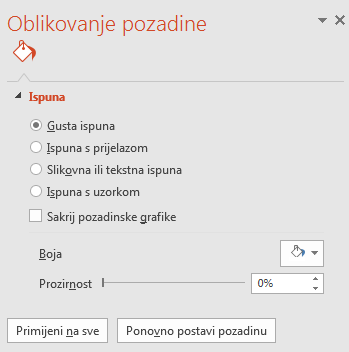 Oblikovanje pozadine
Ispuna
Gusta ispuna
Ispuna s prijelazom
Slikovna ili tekstna ispuna
Ispuna s uzorkom
Sakrij pozadinske grafike
Boja
Prozirnost 0%
Primijeni na sve Ponovno postavi pozadinu